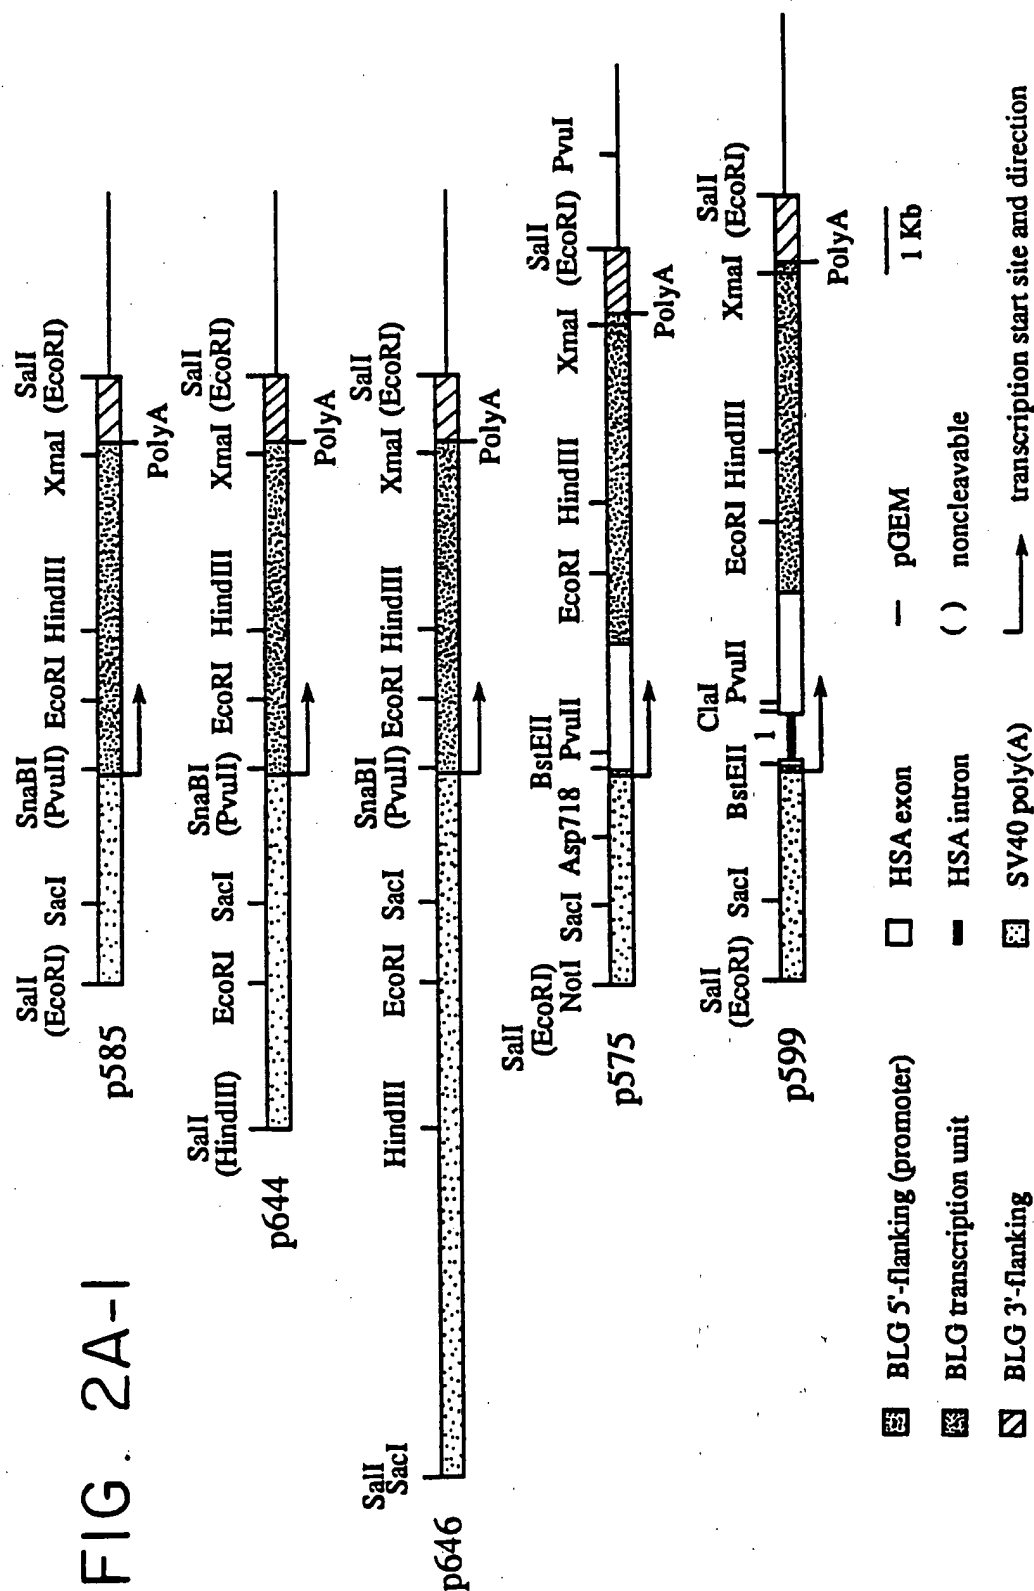 FIG. 2A-1
SalI
(EcoRI) SacI
SnaBI
(PvuII) EcoRI HindIII
SalI
XmaI (EcoRI)
p585
PolyA
SalI
(HindIII) EcoRI SacI
SnaBI
(PvuII) EcoRI HindIII
SalI
XmaI (EcoRI)
p644
PolyA
SalI
SacI
HindIII EcoRI SacI
SnaBI
(PvuII) EcoRI HindIII
SalI
XmaI (EcoRI)
p646
PolyA
SalI
(EcoRI)
NotI SacI Asp718
BstEII
PvuII EcoRI HindIII
SalI
XmaI (EcoRI) PvuI
p575
PolyA
SalI
(EcoRI) SacI BstEII
1
ClaI
PvuII EcoRI HindIII
SalI
XmaI (EcoRI)
p599
PolyA
BLG 5'-flanking (promoter)
HSA exon
pGEM
1 Kb
BLG transcription unit
HSA intron
( ) noncleavable
BLG 3'-flanking
SV40 poly(A)
transcription start site and direction